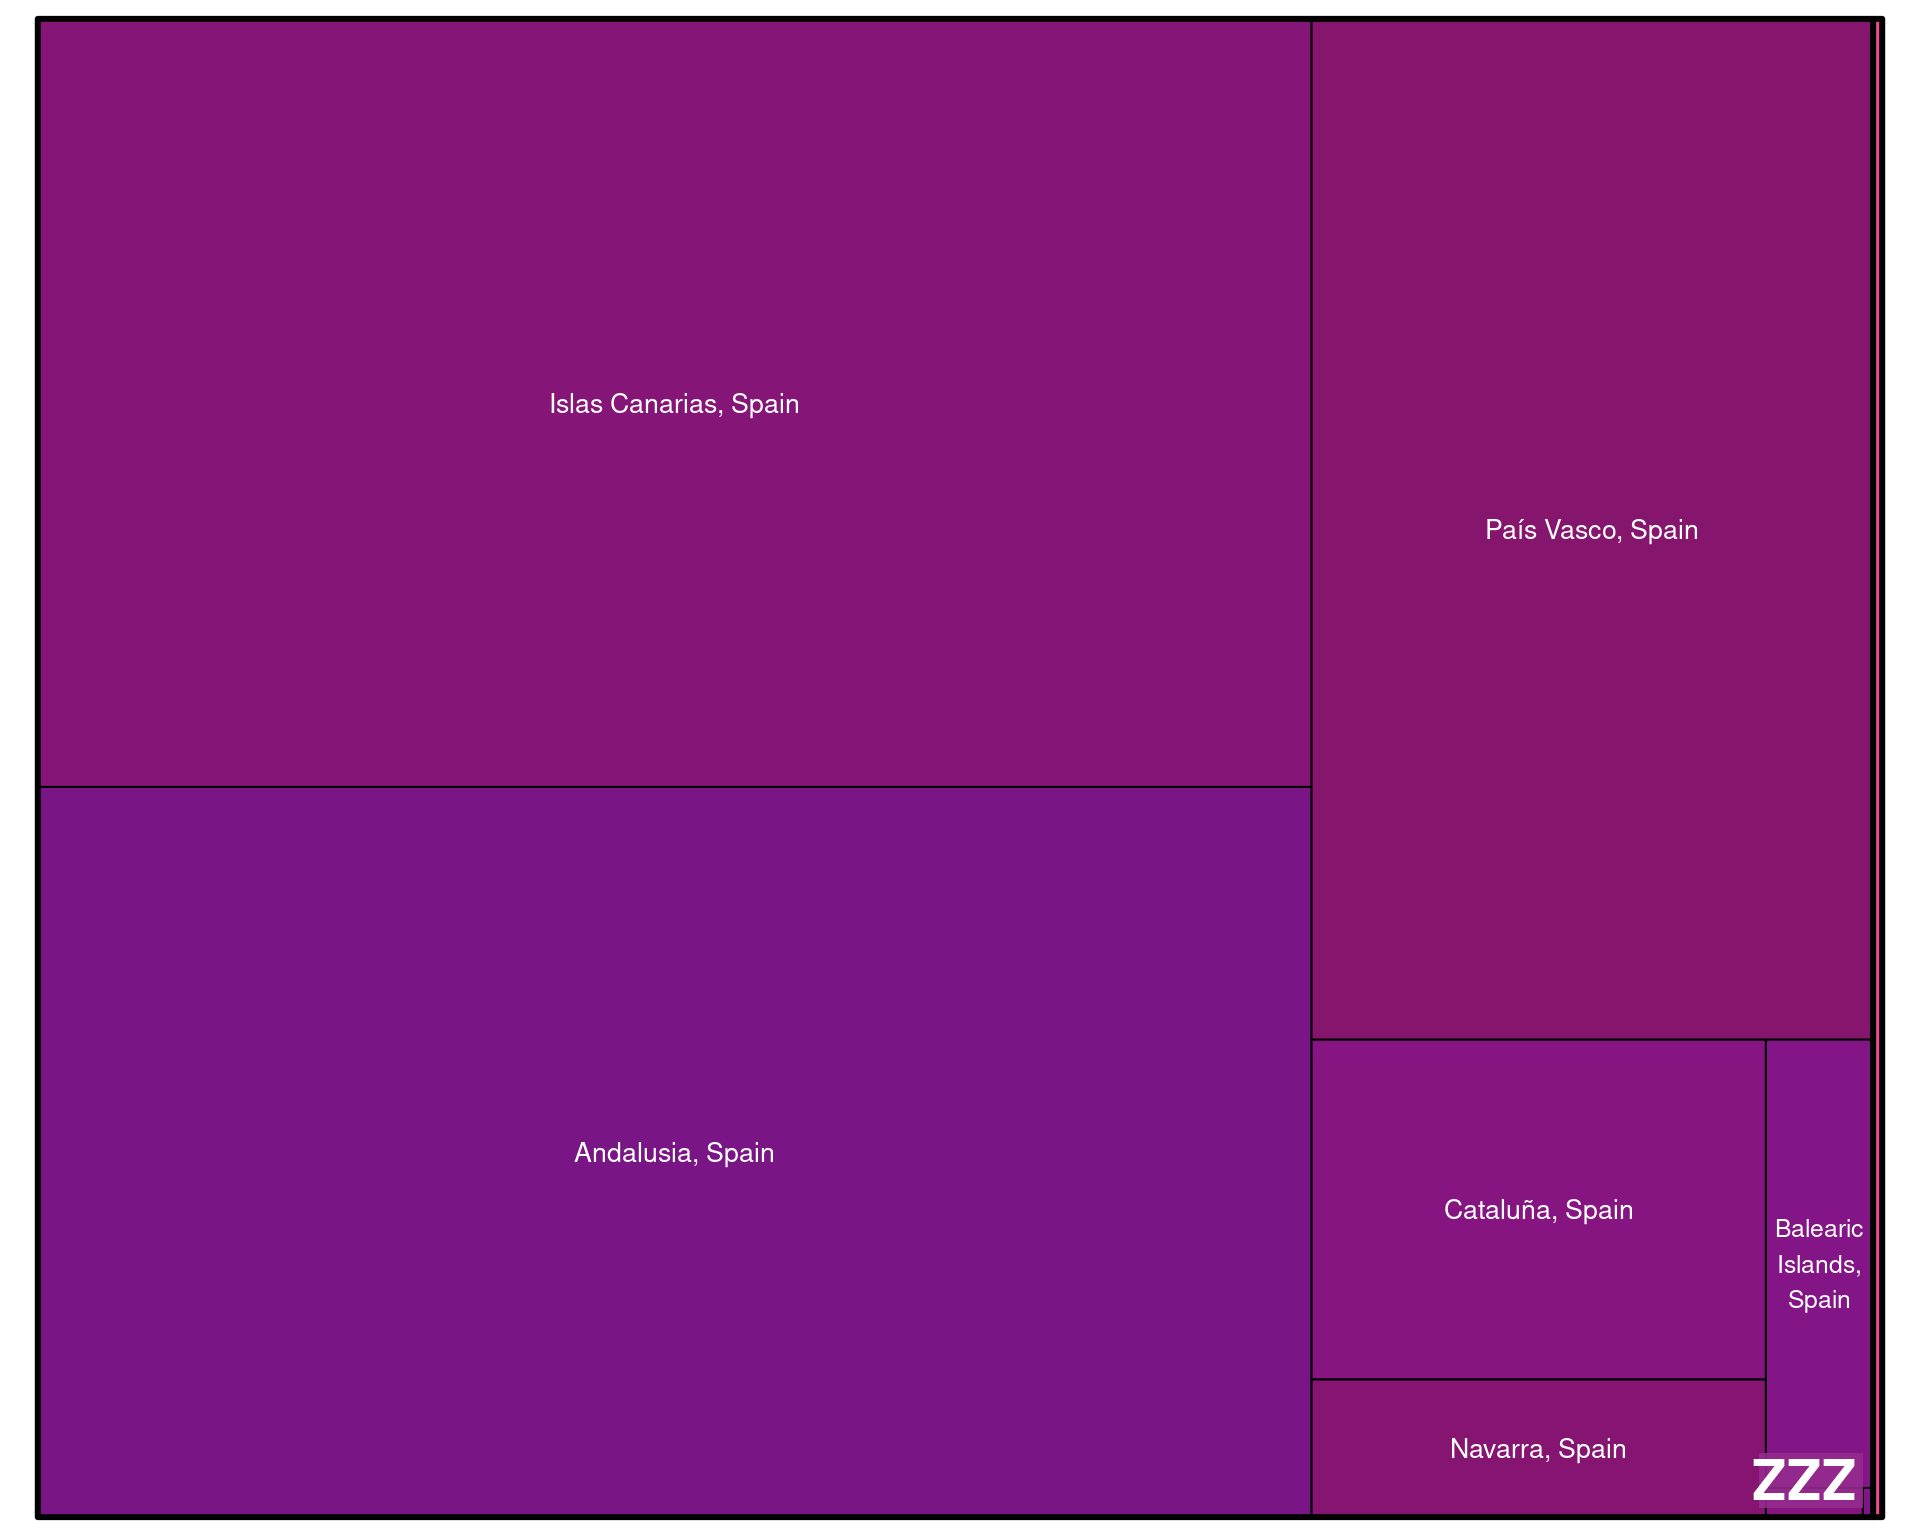 Islas Canarias, Spain
País Vasco, Spain
Andalusia, Spain
Cataluña, Spain
Balearic
Islands,
Spain
Navarra, Spain
ZZZ